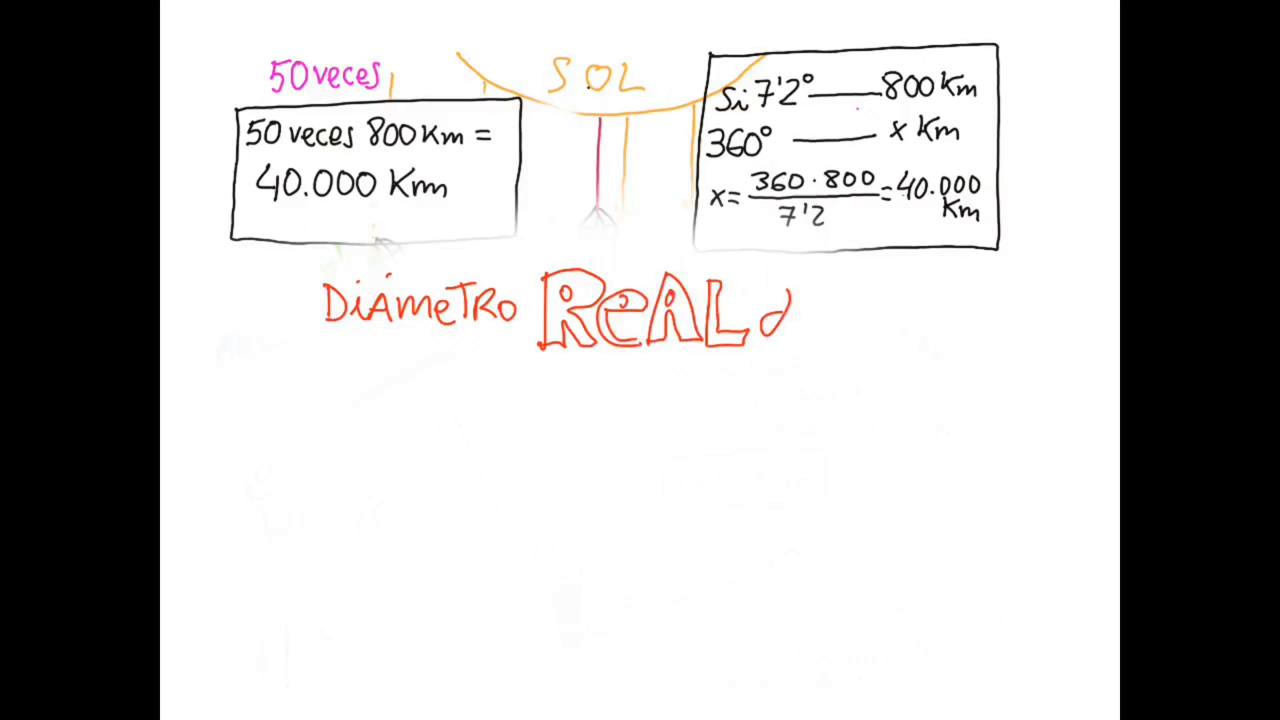 50 veces
SOL
50 veces 800 Km =
40.000 Km
Si 7'2° 800 Km
360° x Km
x = 360 · 800 / 7'2 = 40.000 Km
DiÁmeTRO ReAL d